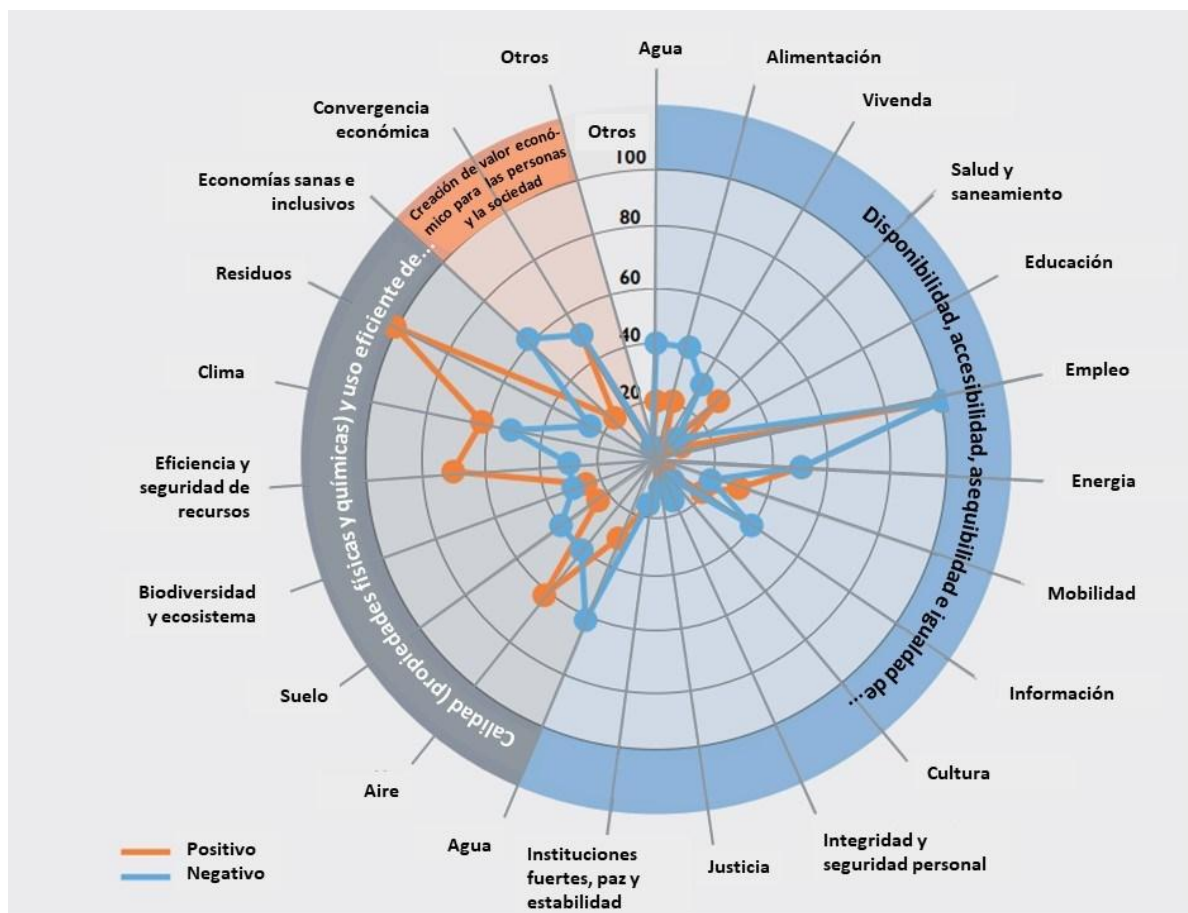 Agua
Alimentación
Vivenda
Salud y
saneamiento
Educación
Empleo
Energia
Mobilidad
Información
Cultura
Integridad y
seguridad personal
Justicia
Instituciones
fuertes, paz y
estabilidad
Agua
Aire
Suelo
Biodiversidad
y ecosistema
Eficiencia y
seguridad de
recursos
Clima
Residuos
Economías sanas e
inclusivos
Convergencia
económica
Otros
Otros
100
80
60
40
20
Creación de valor econó-
mico para las personas
y la sociedad
Disponibilidad, accesibilidad, asequibilidad e igualdad de...
Calidad (propiedades físicas y químicas) y uso eficiente de...
Positivo
Negativo